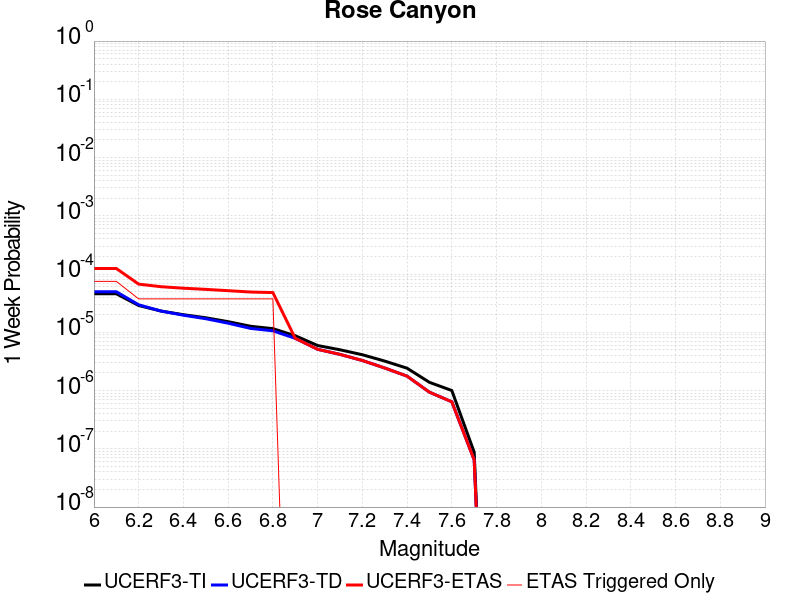 Rose Canyon
10^0
10^-1
10^-2
10^-3
10^-4
10^-5
10^-6
10^-7
10^-8
1 Week Probability
6 6.2 6.4 6.6 6.8 7 7.2 7.4 7.6 7.8 8 8.2 8.4 8.6 8.8 9
Magnitude
UCERF3-TI UCERF3-TD UCERF3-ETAS ETAS Triggered Only